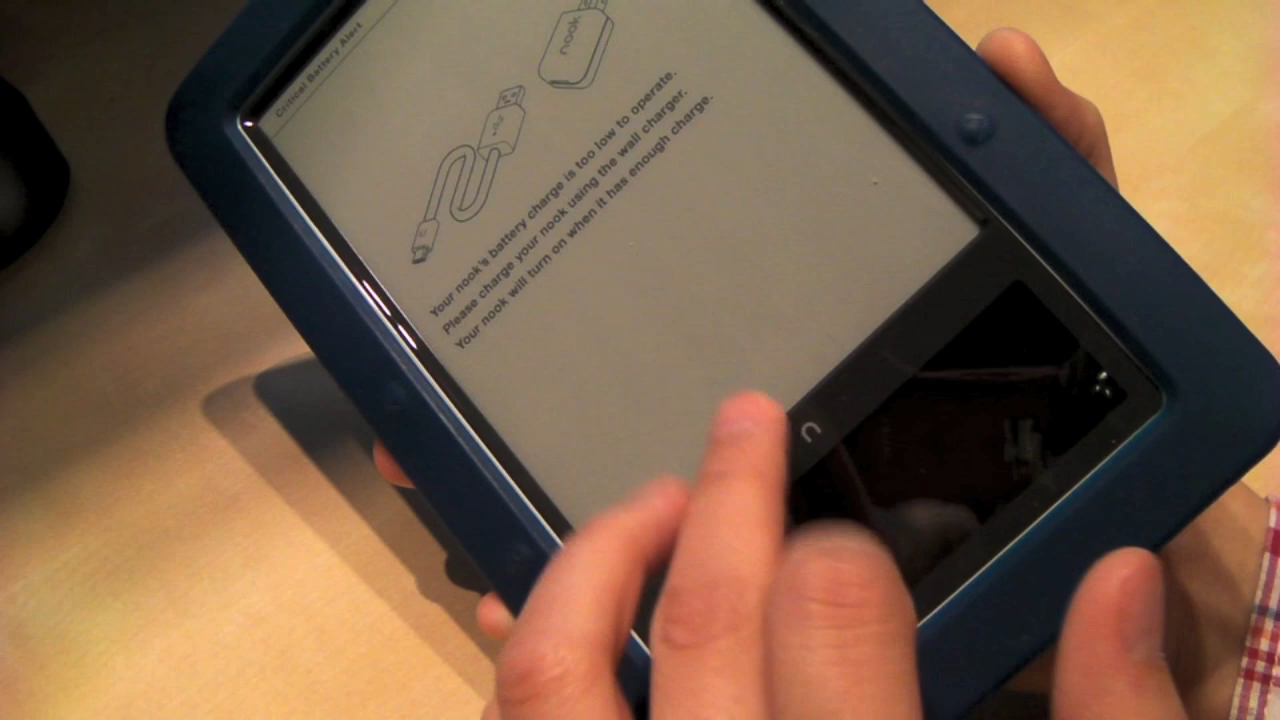 Critical Battery Alert
nook
Your nook's battery charge is too low to operate.
Please charge your nook using the wall charger.
Your nook will turn on when it has enough charge.